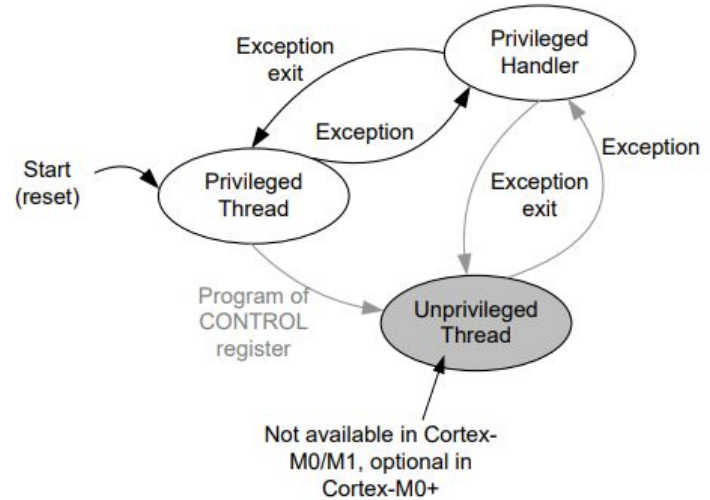 Privileged
Handler
Exception
exit
Exception
Start
(reset)
Privileged
Thread
Exception
Exception
exit
Program of
CONTROL
register
Unprivileged
Thread
Not available in Cortex-
M0/M1, optional in
Cortex-M0+